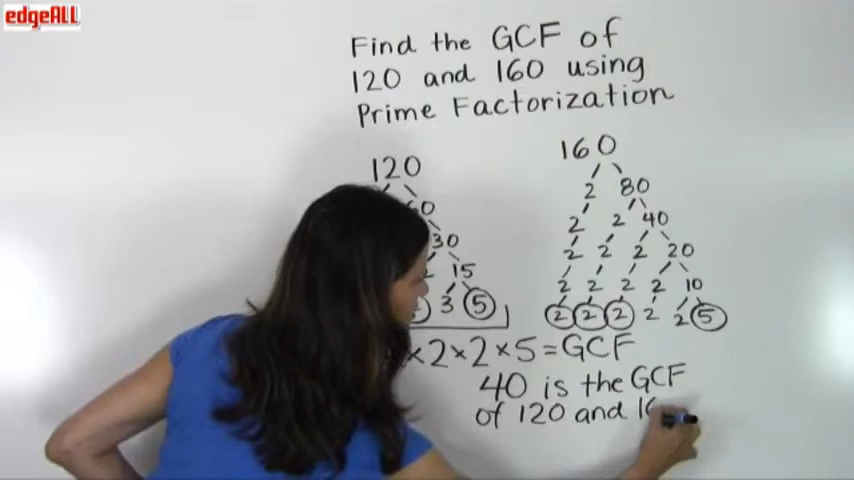 edgeALL
Find the GCF of
120 and 160 using
Prime Factorization
120
160
2 80
30
2 2 40
15
2 2 2 20
3 5
2 2 2 2 10
2 2 2 2 2 5
× 2 × 2 × 5 = GCF
40 is the GCF
of 120 and